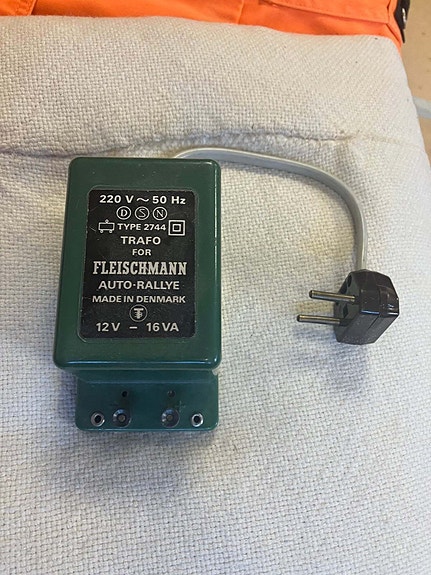 220 V ~ 50 Hz
D S N
TYPE 2744
TRAFO
FOR
FLEISCHMANN
AUTO·RALLYE
MADE IN DENMARK
12 V – 16 VA